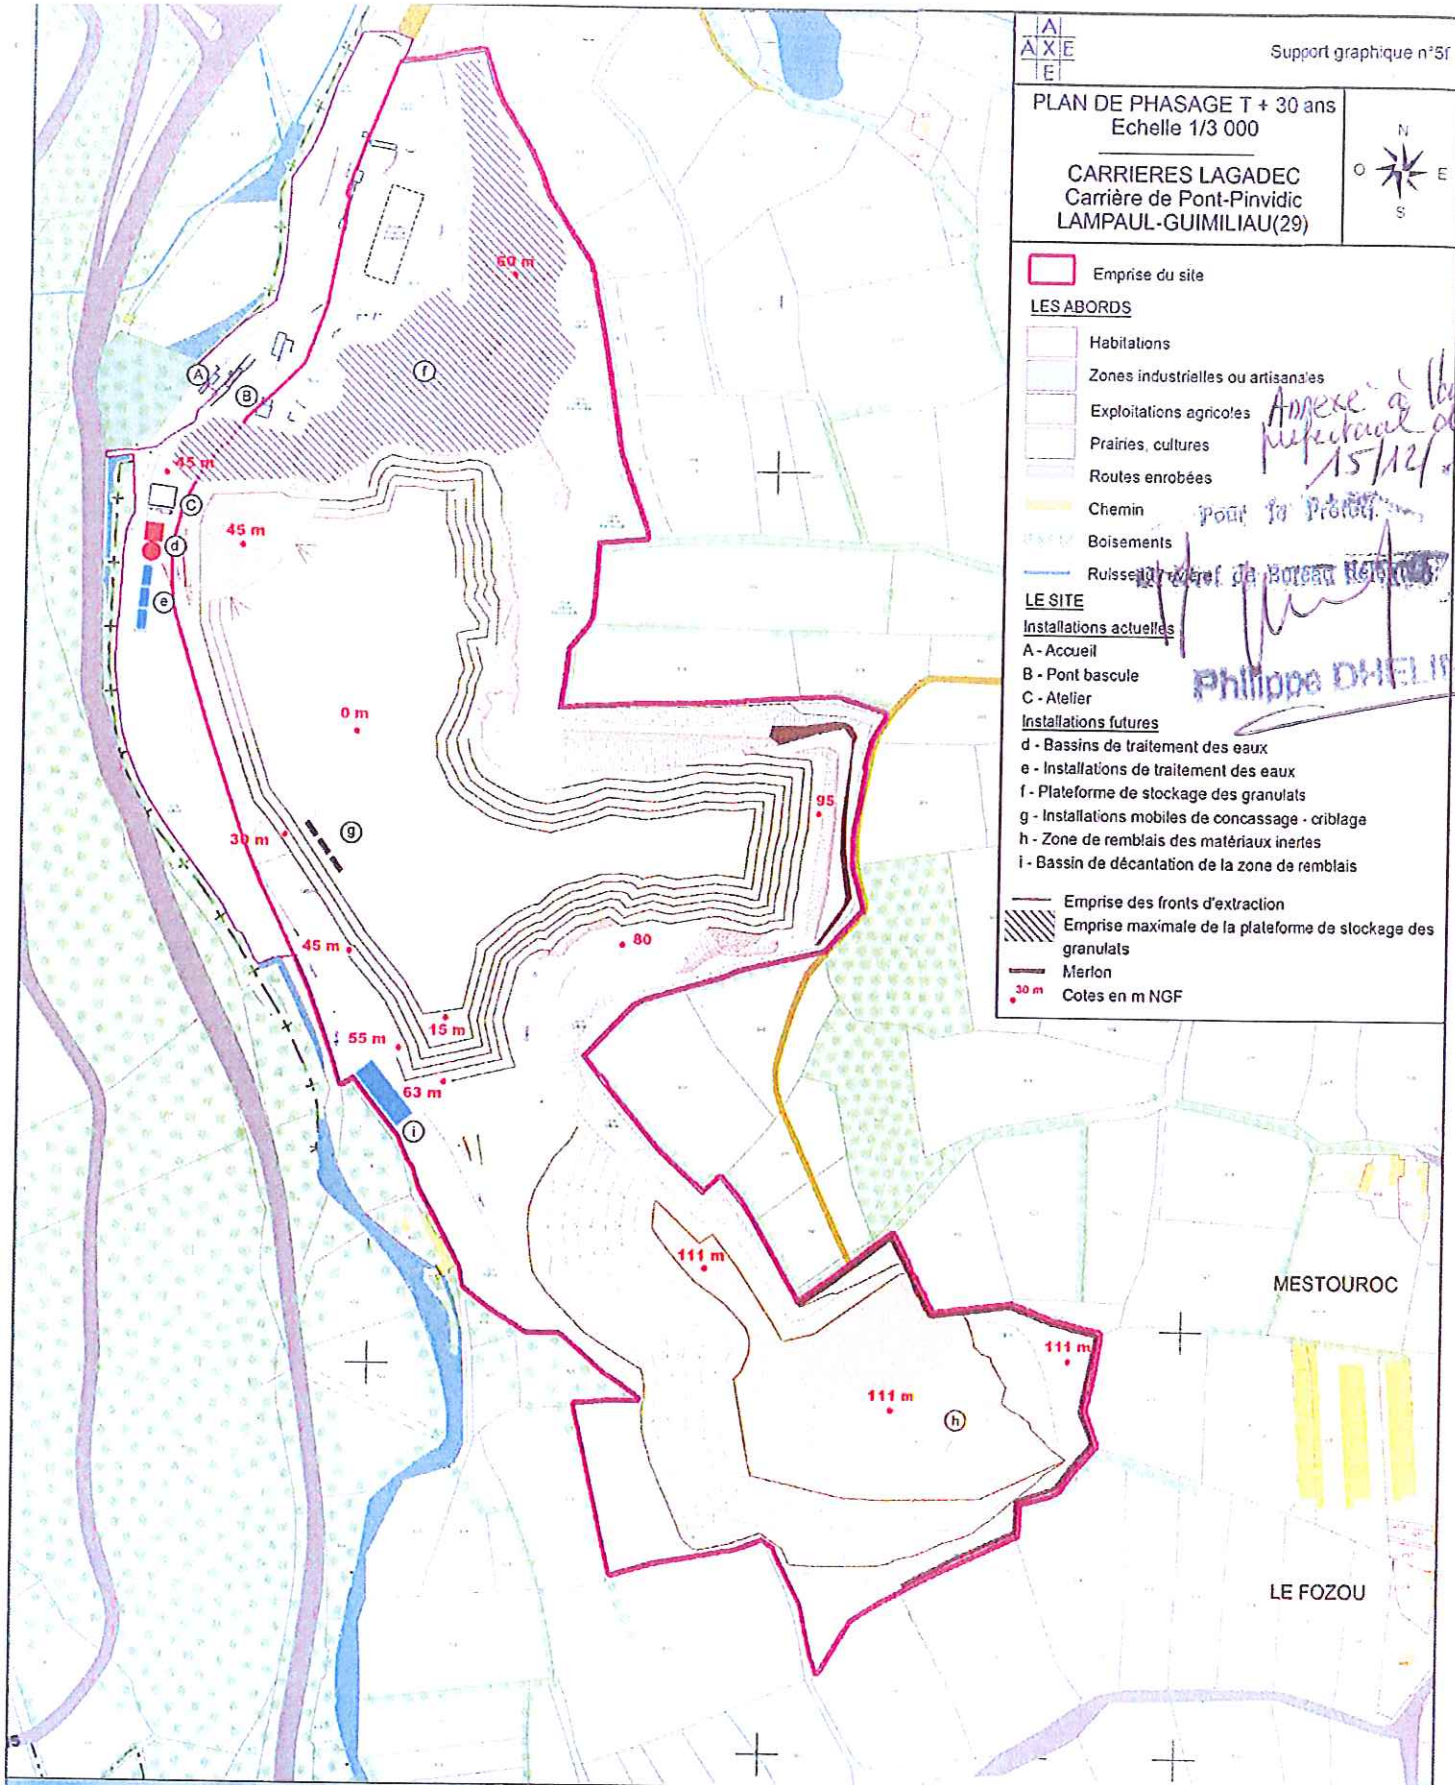 A
A X E
E
Support graphique n°5f
PLAN DE PHASAGE T + 30 ans
Echelle 1/3 000
CARRIERES LAGADEC
Carrière de Pont-Pinvidic
LAMPAUL-GUIMILIAU(29)
N
O E
S
Emprise du site
LES ABORDS
Habitations
Zones industrielles ou artisanales
Exploitations agricoles
Prairies, cultures
Routes enrobées
Chemin
Boisements
Ruisseau
Annexé à
préfectoral
15/12/
Pour le Préfet
Bureau
Philippe DHELI
LE SITE
Installations actuelles
A - Accueil
B - Pont bascule
C - Atelier
Installations futures
d - Bassins de traitement des eaux
e - Installations de traitement des eaux
f - Plateforme de stockage des granulats
g - Installations mobiles de concassage - criblage
h - Zone de remblais des matériaux inertes
i - Bassin de décantation de la zone de remblais
Emprise des fronts d'extraction
Emprise maximale de la plateforme de stockage des
granulats
Merlon
30 m
Cotes en m NGF
60 m
f
A
B
45 m
C
45 m
d
e
0 m
95
g
30 m
80
45 m
15 m
55 m
63 m
i
111 m
MESTOUROC
111 m
111 m
h
LE FOZOU